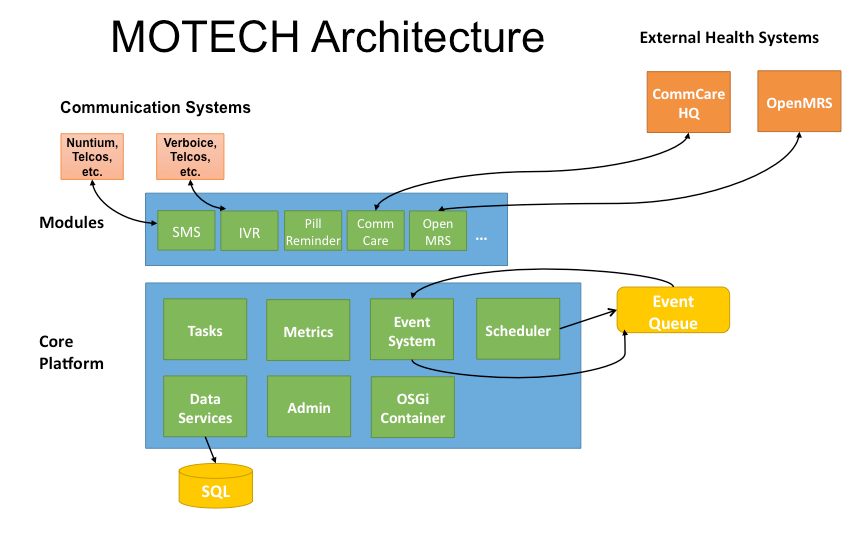 MOTECH Architecture
External Health Systems
CommCare
HQ
OpenMRS
Communication Systems
Nuntium,
Telcos,
etc.
Verboice,
Telcos,
etc.
Modules
SMS
IVR
Pill
Reminder
Comm
Care
Open
MRS
...
Core
Platform
Tasks
Metrics
Event
System
Scheduler
Event
Queue
Data
Services
Admin
OSGi
Container
SQL